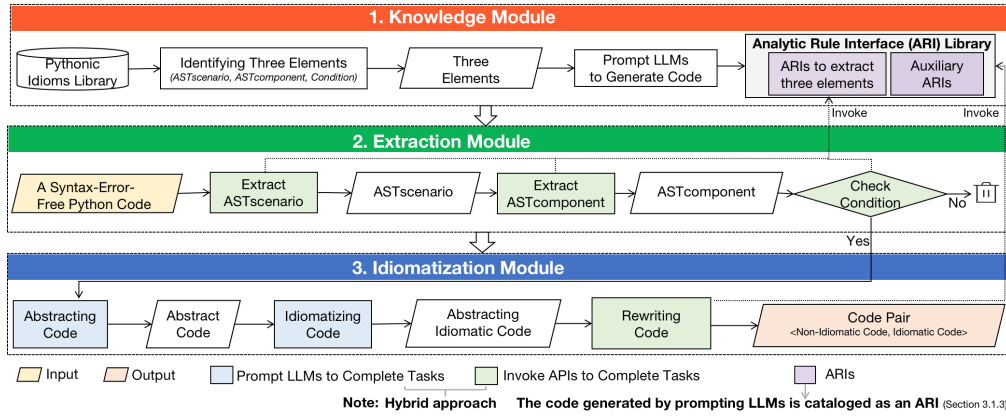 1. Knowledge Module
Pythonic
Idioms Library
Identifying Three Elements
(ASTscenario, ASTcomponent, Condition)
Three
Elements
Prompt LLMs
to Generate Code
Analytic Rule Interface (ARI) Library
ARIs to extract
three elements
Auxiliary
ARIs
Invoke
Invoke
2. Extraction Module
A Syntax-Error-
Free Python Code
Extract
ASTscenario
ASTscenario
Extract
ASTcomponent
ASTcomponent
Check
Condition
No
Yes
3. Idiomatization Module
Abstracting
Code
Abstract
Code
Idiomatizing
Code
Abstracting
Idiomatic Code
Rewriting
Code
Code Pair
<Non-Idiomatic Code, Idiomatic Code>
Input
Output
Prompt LLMs to Complete Tasks
Invoke APIs to Complete Tasks
ARIs
Note: Hybrid approach The code generated by prompting LLMs is cataloged as an ARI (Section 3.1.3)